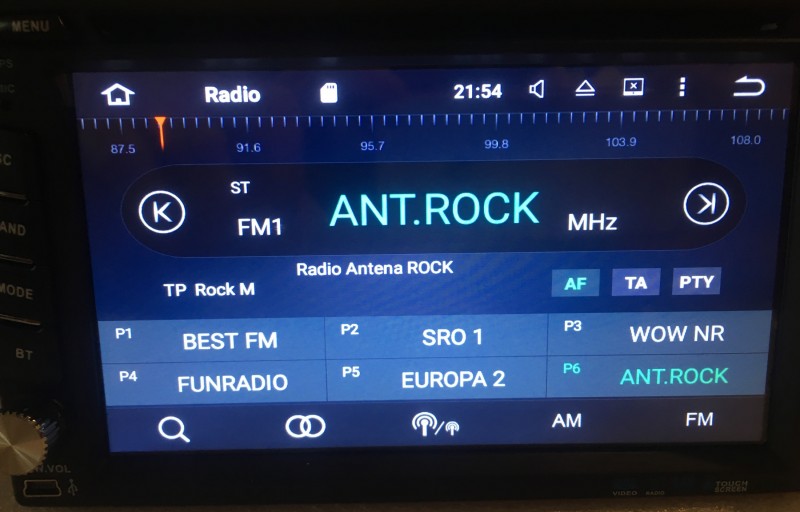 MENU
Radio
21:54
87.5 91.6 95.7 99.8 103.9 108.0
ST
FM1 ANT.ROCK MHz
Radio Antena ROCK
TP Rock M AF TA PTY
P1 BEST FM P2 SRO 1 P3 WOW NR
P4 FUNRADIO P5 EUROPA 2 P6 ANT.ROCK
AM FM
MODE
BT
VIDEO
TOUCH
SCREEN